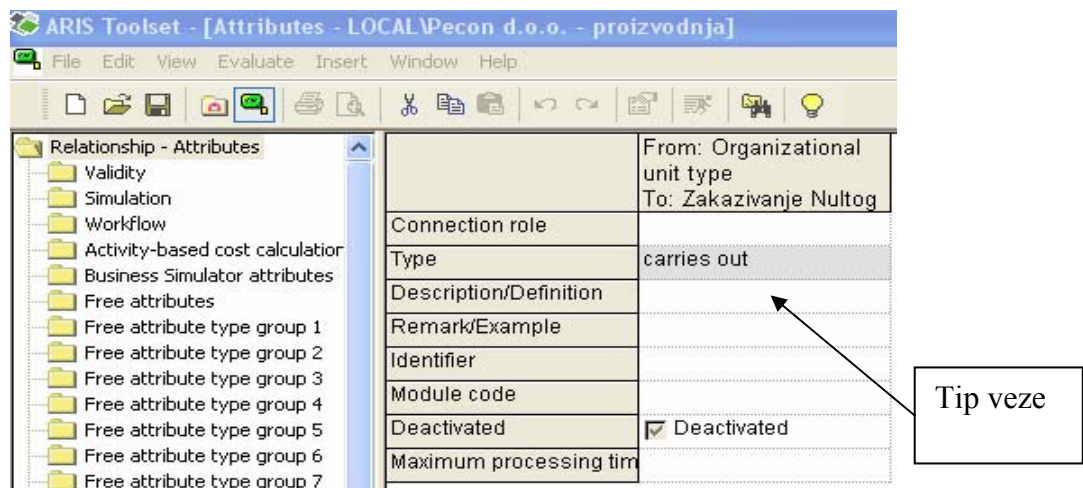 ARIS Toolset - [Attributes - LOCAL\Pecon d.o.o. - proizvodnja]
File Edit View Evaluate Insert Window Help
Relationship - Attributes
Validity
Simulation
Workflow
Activity-based cost calculation
Business Simulator attributes
Free attributes
Free attribute type group 1
Free attribute type group 2
Free attribute type group 3
Free attribute type group 4
Free attribute type group 5
Free attribute type group 6
Free attribute type group 7
From: Organizational
unit type
To: Zakazivanje Nultog
Connection role
Type carries out
Description/Definition
Remark/Example
Identifier
Module code
Deactivated Deactivated
Maximum processing tim
Tip veze